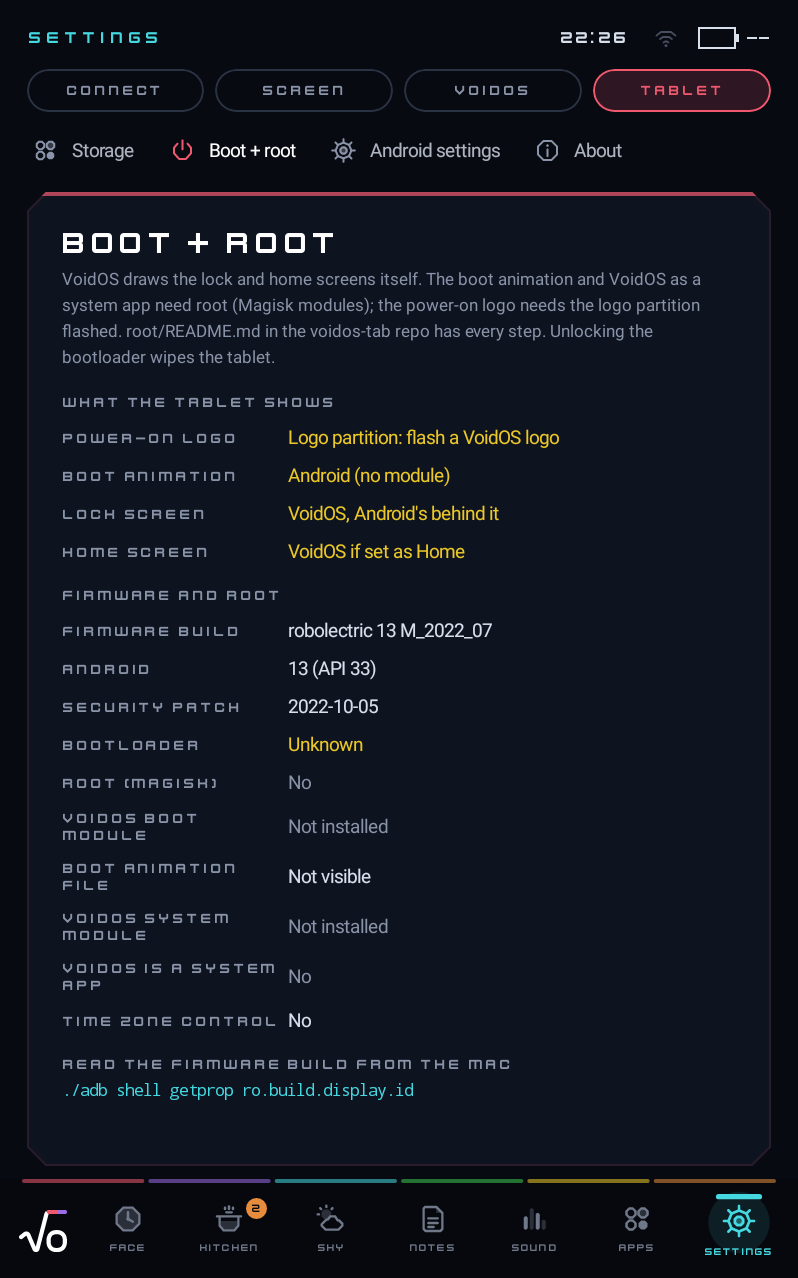 SETTINGS
22:26
--
CONNECT SCREEN VOIDOS TABLET
Storage Boot + root Android settings About
BOOT + ROOT
VoidOS draws the lock and home screens itself. The boot animation and VoidOS as a
system app need root (Magisk modules); the power-on logo needs the logo partition
flashed. root/README.md in the voidos-tab repo has every step. Unlocking the
bootloader wipes the tablet.
WHAT THE TABLET SHOWS
POWER-ON LOGO Logo partition: flash a VoidOS logo
BOOT ANIMATION Android (no module)
LOCK SCREEN VoidOS, Android's behind it
HOME SCREEN VoidOS if set as Home
FIRMWARE AND ROOT
FIRMWARE BUILD robolectric 13 M_2022_07
ANDROID 13 (API 33)
SECURITY PATCH 2022-10-05
BOOTLOADER Unknown
ROOT (MAGISK) No
VOIDOS BOOT
MODULE
Not installed
BOOT ANIMATION
FILE
Not visible
VOIDOS SYSTEM
MODULE
Not installed
VOIDOS IS A SYSTEM
APP
No
TIME ZONE CONTROL No
READ THE FIRMWARE BUILD FROM THE MAC
./adb shell getprop ro.build.display.id
√o
FACE
KITCHEN 2
SKY
NOTES
SOUND
APPS
SETTINGS